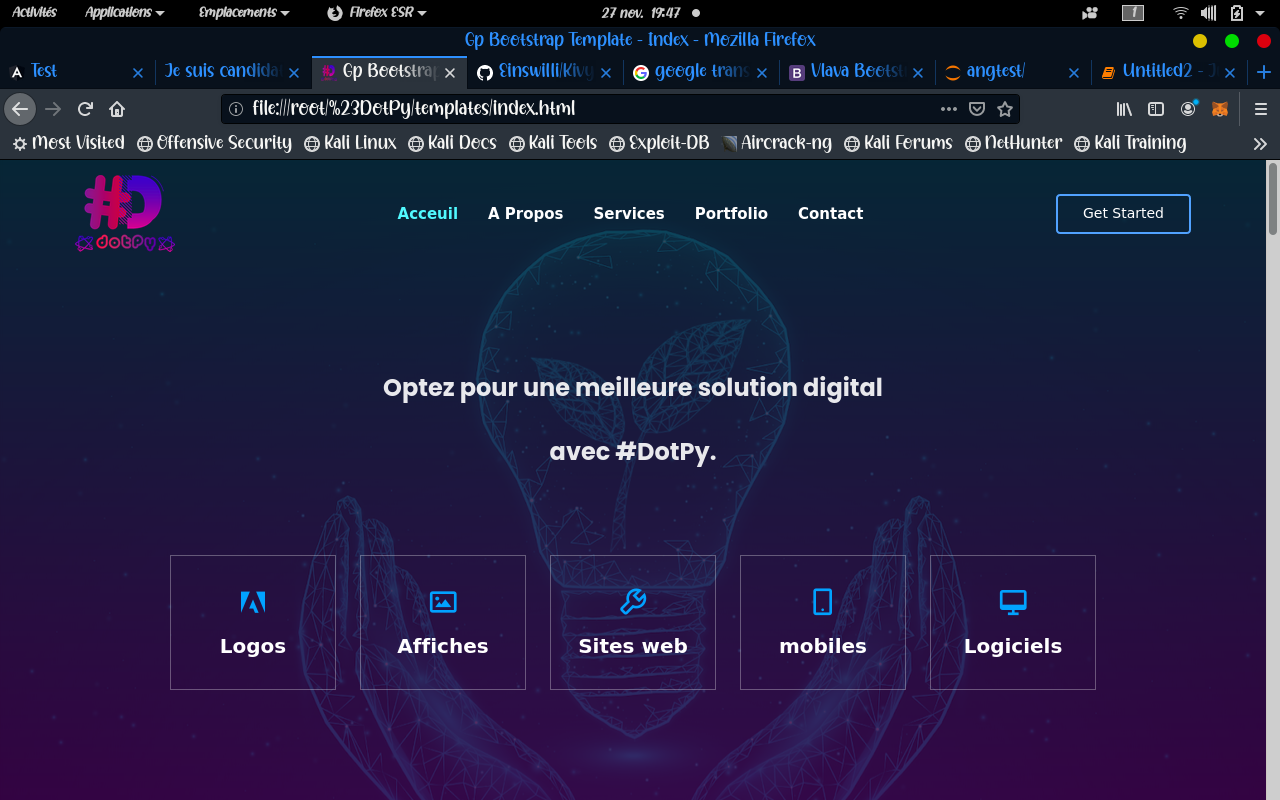 Activités Applications Emplacements Firefox ESR 27 nov. 19:47 1
Gp Bootstrap Template - Index - Mozilla Firefox
Test Je suis candida Gp Bootstrap Einswilli/Kivy google trans Vlava Bootst angtest/ Untitled2 - J
file:///root/%23DotPy/templates/index.html
Most Visited Offensive Security Kali Linux Kali Docs Kali Tools Exploit-DB Aircrack-ng Kali Forums NetHunter Kali Training
#D
dotPy
Acceuil A Propos Services Portfolio Contact Get Started
Optez pour une meilleure solution digital
avec #DotPy.
Logos Affiches Sites web mobiles Logiciels